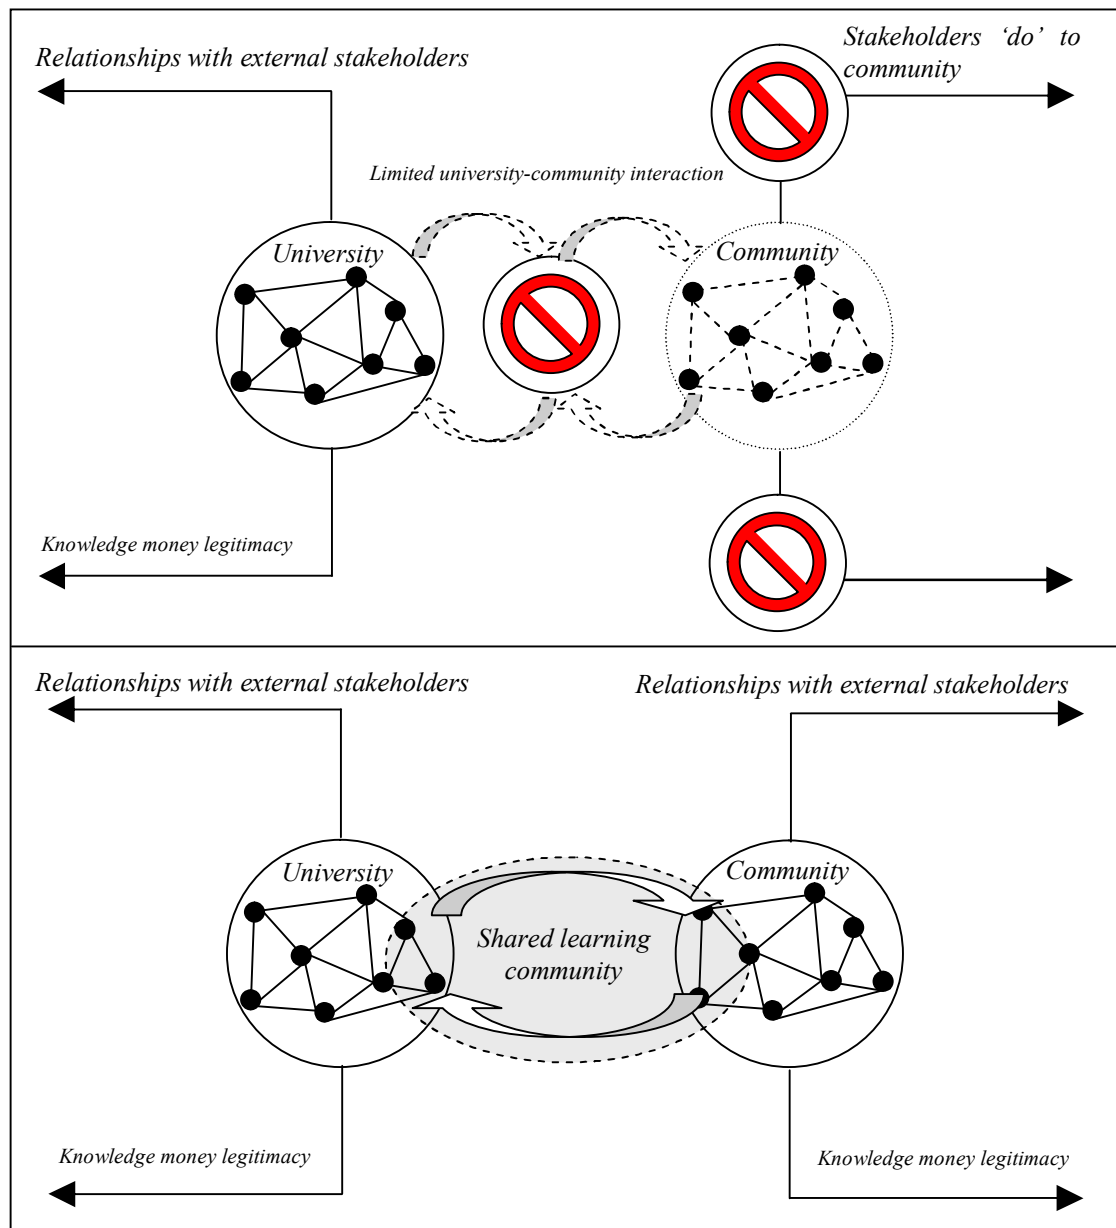 Relationships with external stakeholders
Stakeholders ‘do’ to
community
Limited university-community interaction
University
Community
Knowledge money legitimacy
Relationships with external stakeholders
Relationships with external stakeholders
University
Community
Shared learning
community
Knowledge money legitimacy
Knowledge money legitimacy